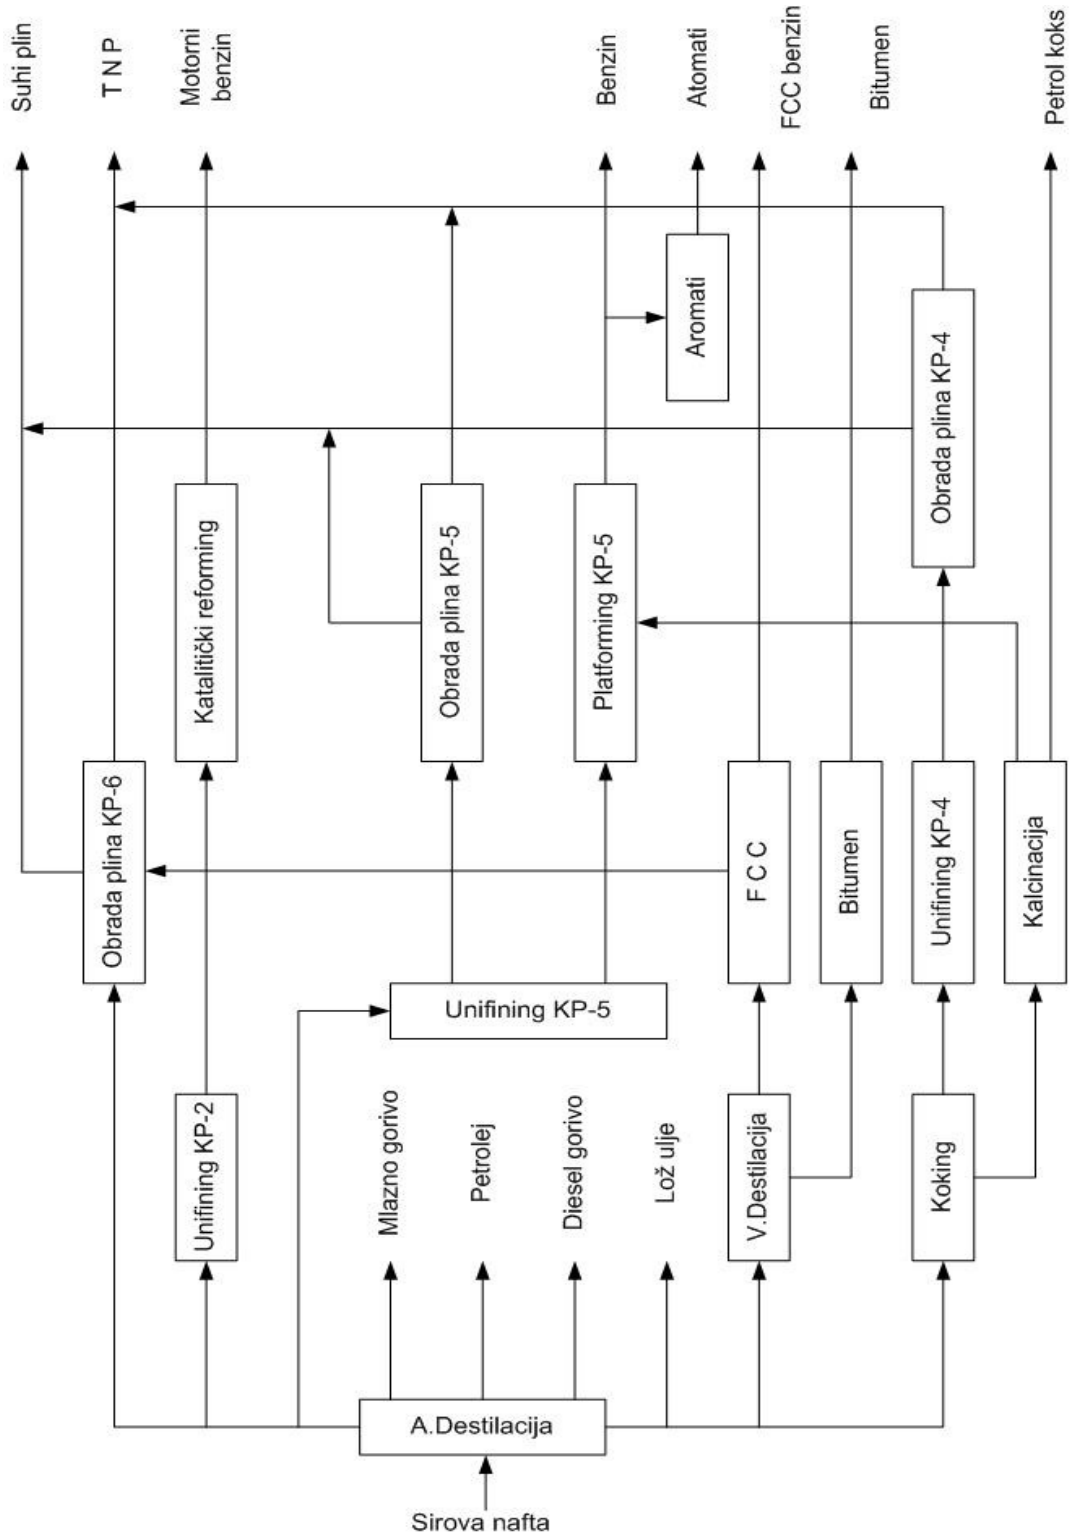 Suhi plin
T N P
Motorni
benzin
Benzin
Atomati
FCC benzin
Bitumen
Petrol koks
Aromati
Obrada plina KP-4
Katalitički reforming
Obrada plina KP-5
Platforming KP-5
Obrada plina KP-6
F C C
Bitumen
Unifining KP-4
Kalcinacija
Unifining KP-5
Unifining KP-2
Mlazno gorivo
Petrolej
Diesel gorivo
Lož ulje
V.Destilacija
Koking
A.Destilacija
Sirova nafta